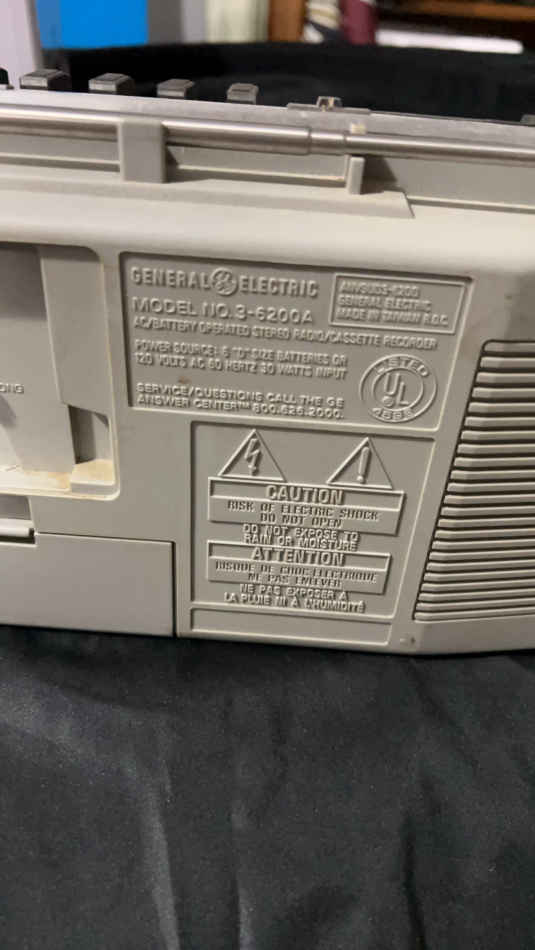 GENERAL GE ELECTRIC
MODEL NO.3-6200A
AC/BATTERY OPERATED STEREO RADIO/CASSETTE RECORDER
POWER SOURCE: 6 "D" SIZE BATTERIES OR
120 VOLTS AC 60 HERTZ 30 WATTS INPUT
SERVICE/QUESTIONS CALL THE GE
ANSWER CENTER™ 800.626.2000.
GENERAL ELECTRIC
MADE IN TAIWAN R.O.C.
LISTED
UL
ONG
CAUTION
RISK OF ELECTRIC SHOCK
DO NOT OPEN
DO NOT EXPOSE TO
RAIN OR MOISTURE
ATTENTION
RISQUE DE CHOC ELECTRIQUE
NE PAS ENLEVER
NE PAS EXPOSER A
LA PLUIE NI A L'HUMIDITÉ